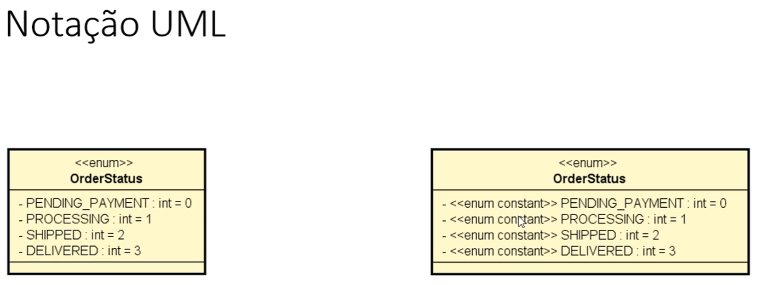 Notação UML
<<enum>>
OrderStatus
- PENDING_PAYMENT : int = 0
- PROCESSING : int = 1
- SHIPPED : int = 2
- DELIVERED : int = 3
<<enum>>
OrderStatus
- <<enum constant>> PENDING_PAYMENT : int = 0
- <<enum constant>> PROCESSING : int = 1
- <<enum constant>> SHIPPED : int = 2
- <<enum constant>> DELIVERED : int = 3